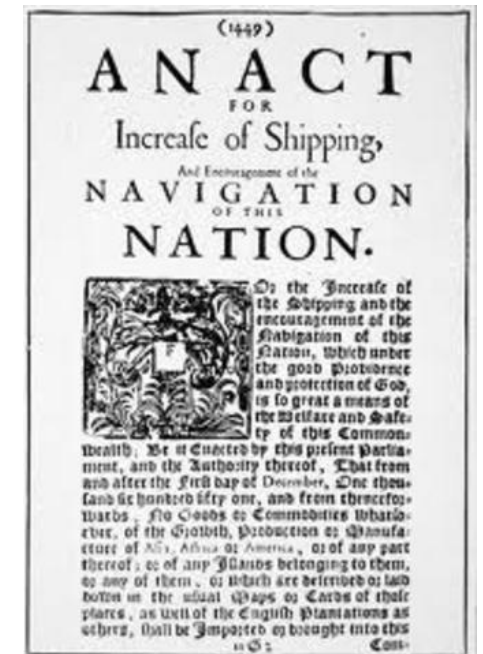 (1449)
AN ACT
FOR
Increaſe of Shipping,
And Encouragement of the
NAVIGATION
OF THIS
NATION.
FOr the Increaſe of
the Shipping and the
encouragement of the
Navigation of this
Nation, which under
the good Providence
and protection of God,
is ſo great a means of
the Welfare and Safe-
ty of this Common-
wealth; Be it Enacted by this preſent Parlia-
ment, and the Authority thereof, That from
and after the Firſt day of December, One thou-
ſand ſix hundred fifty one, and from thencefor-
wards, No Goods or Commodities whatſo-
ever, of the Growth, Production or Manufa-
cture of Aſia, Africa or America, or of any part
thereof; or of any Iſlands belonging to them,
or any of them, or which are deſcribed or laid
down in the uſual Maps or Cards of thoſe
places, as well of the Engliſh Plantations as
others, ſhall be Imported or brought into this
Com-